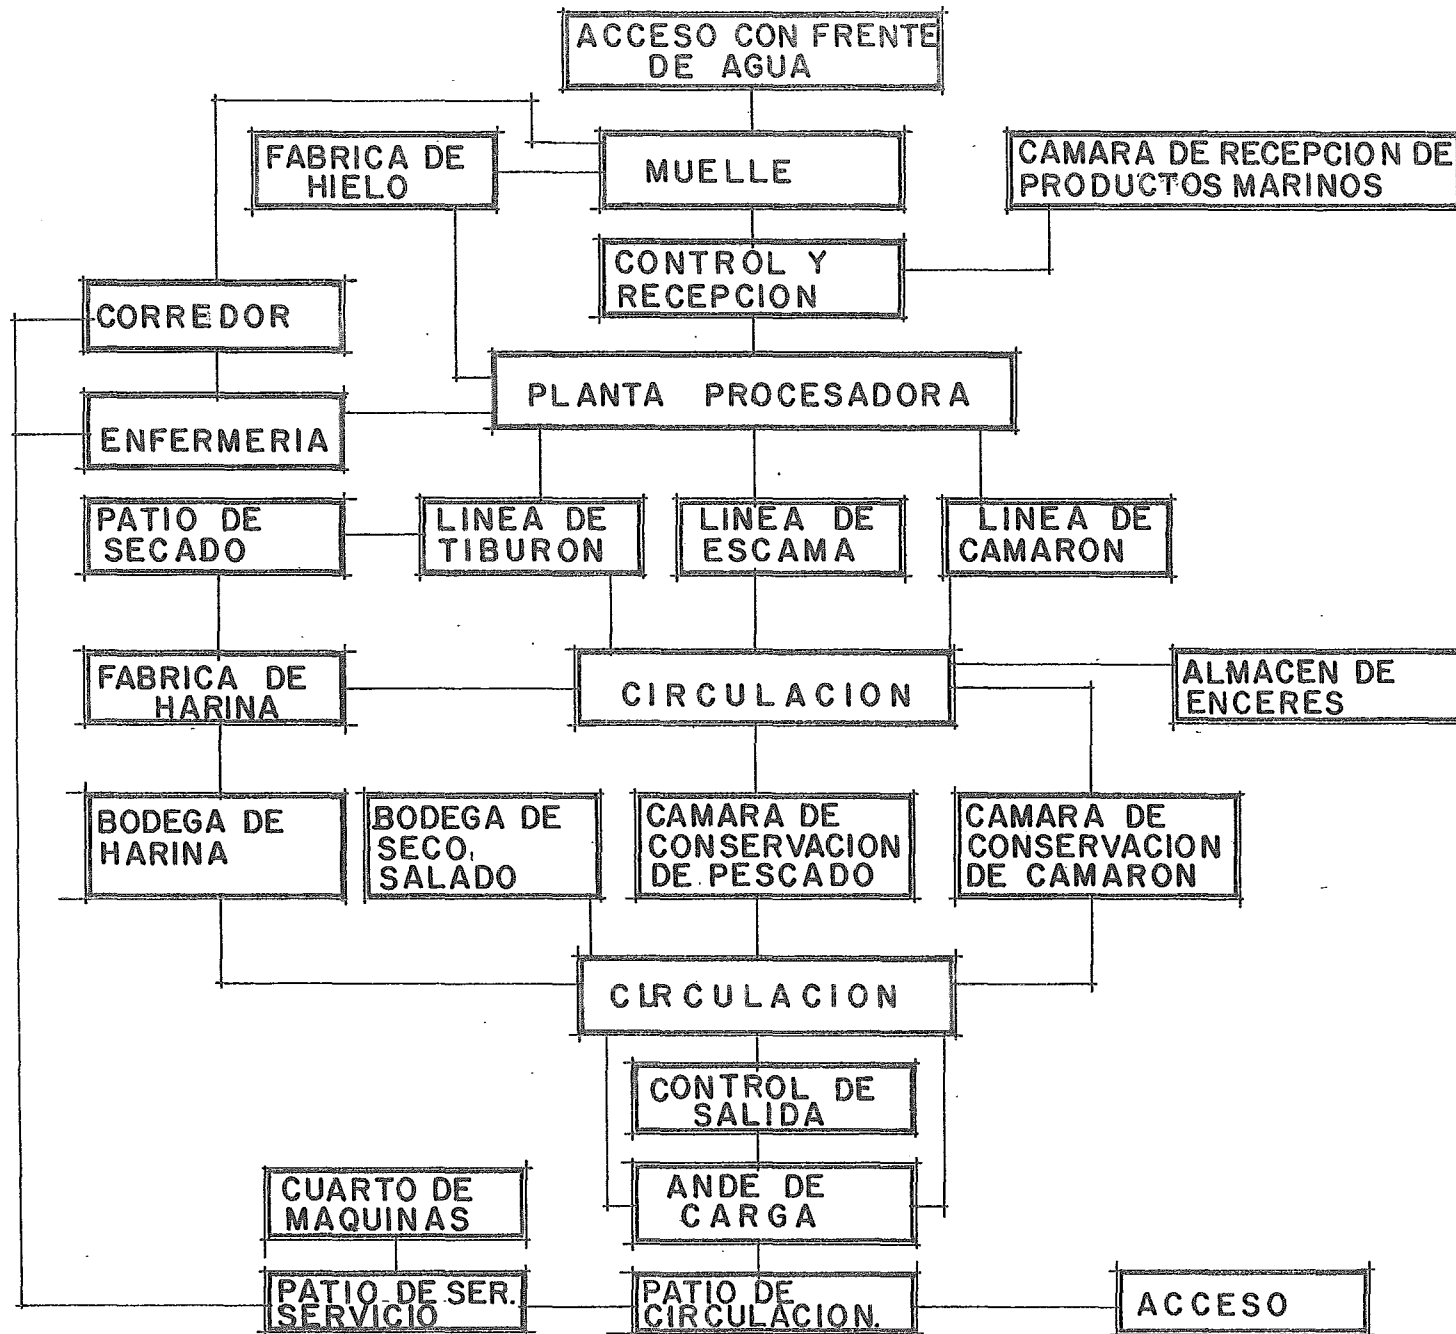 ACCESO CON FRENTE
DE AGUA
FABRICA DE
HIELO
MUELLE
CAMARA DE RECEPCION DE
PRODUCTOS MARINOS
CONTROL Y
RECEPCION
CORREDOR
PLANTA PROCESADORA
ENFERMERIA
PATIO DE
SECADO
LINEA DE
TIBURON
LINEA DE
ESCAMA
LINEA DE
CAMARON
FABRICA DE
HARINA
CIRCULACION
ALMACEN DE
ENCERES
BODEGA DE
HARINA
BODEGA DE
SECO,
SALADO
CAMARA DE
CONSERVACION
DE PESCADO
CAMARA DE
CONSERVACION
DE CAMARON
CIRCULACION
CONTROL DE
SALIDA
CUARTO DE
MAQUINAS
ANDE DE
CARGA
PATIO DE SER.
SERVICIO
PATIO DE
CIRCULACION.
ACCESO